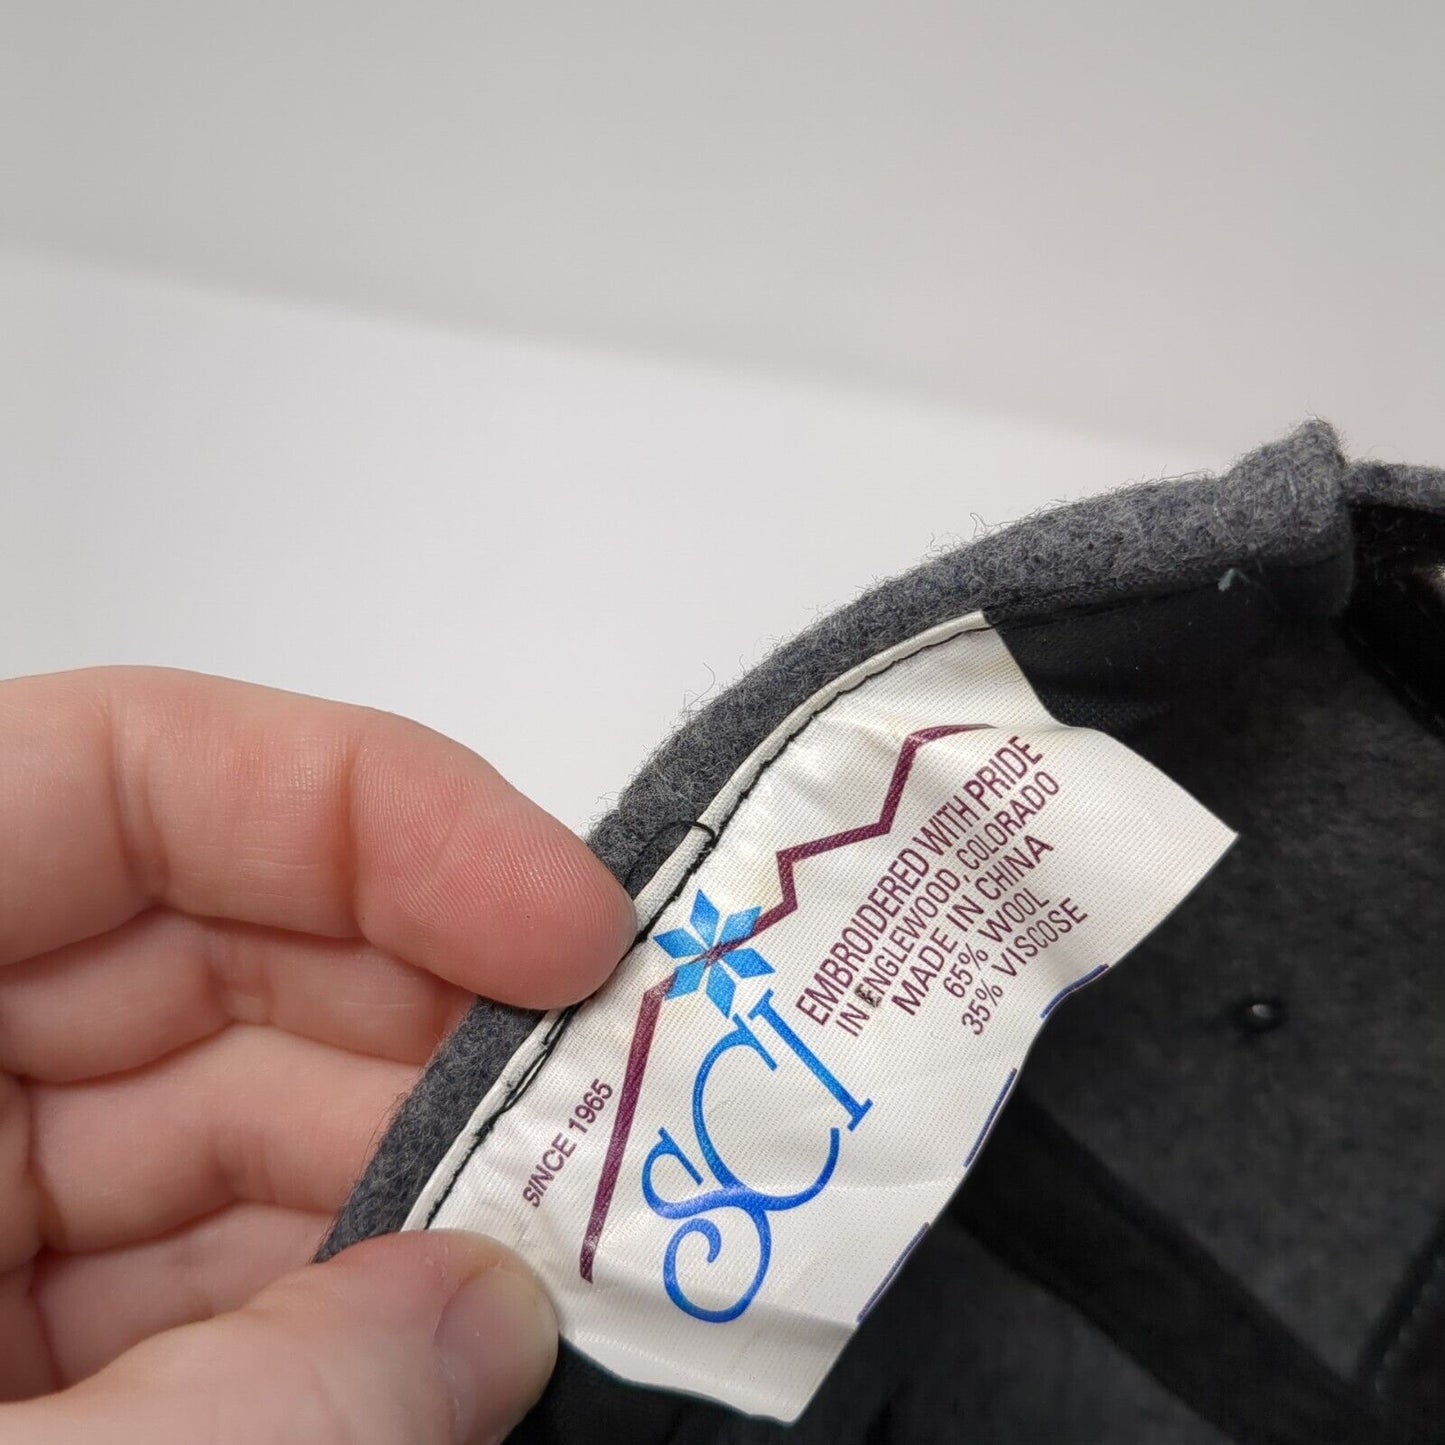 SINCE 1965
SCI
EMBROIDERED WITH PRIDE
IN ENGLEWOOD COLORADO
MADE IN CHINA
65% WOOL
35% VISCOSE